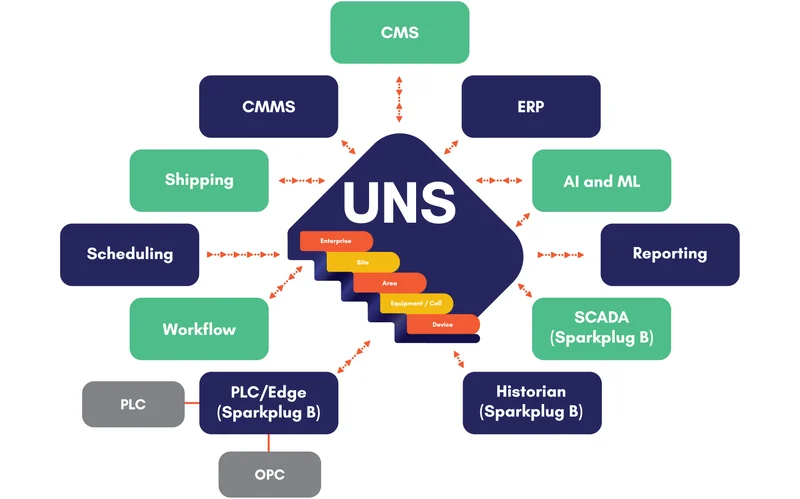 CMS
CMMS
ERP
Shipping
UNS
AI and ML
Enterprise
Scheduling
Site
Reporting
Area
Equipment / Cell
Workflow
Device
SCADA
(Sparkplug B)
PLC/Edge
(Sparkplug B)
Historian
(Sparkplug B)
PLC
OPC